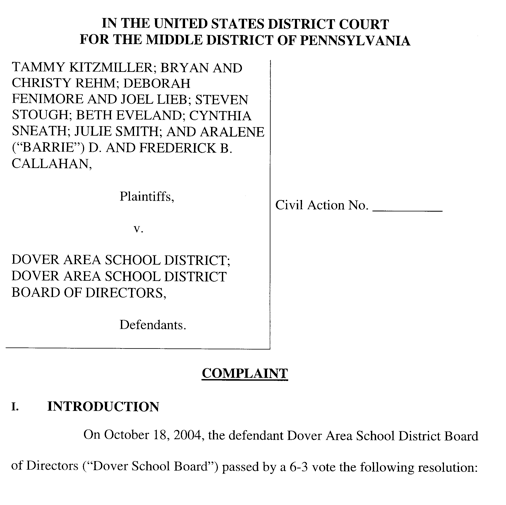 IN THE UNITED STATES DISTRICT COURT
FOR THE MIDDLE DISTRICT OF PENNSYLVANIA
TAMMY KITZMILLER; BRYAN AND
CHRISTY REHM; DEBORAH
FENIMORE AND JOEL LIEB; STEVEN
STOUGH; BETH EVELAND; CYNTHIA
SNEATH; JULIE SMITH; AND ARALENE
("BARRIE") D. AND FREDERICK B.
CALLAHAN,
Plaintiffs,
v.
DOVER AREA SCHOOL DISTRICT;
DOVER AREA SCHOOL DISTRICT
BOARD OF DIRECTORS,
Defendants.
Civil Action No. __________
COMPLAINT
I. INTRODUCTION
On October 18, 2004, the defendant Dover Area School District Board
of Directors ("Dover School Board") passed by a 6-3 vote the following resolution: